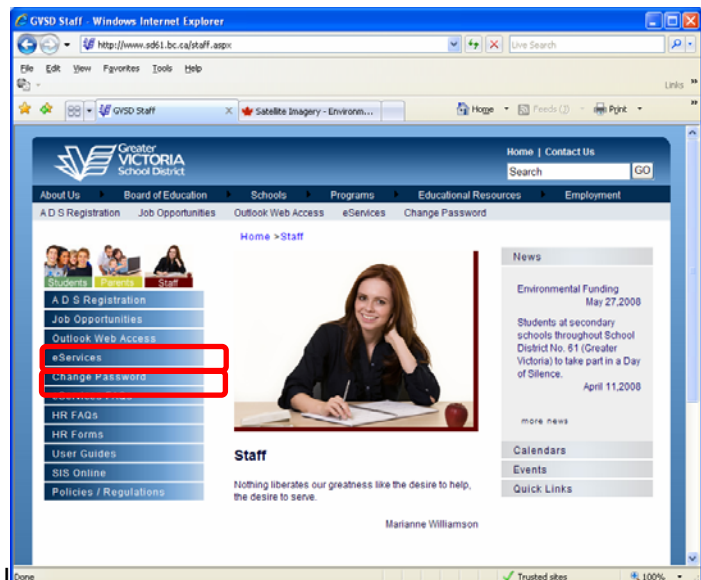 GVSD Staff - Windows Internet Explorer
http://www.sd61.bc.ca/staff.aspx
Live Search
File Edit View Favorites Tools Help
Links »
GVSD Staff
Satellite Imagery - Environm...
Home
Feeds (J)
Print
Greater
VICTORIA
School District
Home | Contact Us
Search GO
About Us Board of Education Schools Programs Educational Resources Employment
A D S Registration Job Opportunities Outlook Web Access eServices Change Password
Home >Staff
Students Parents Staff
A D S Registration
Job Opportunities
Outlook Web Access
eServices
Change Password
eServices FAQs
HR FAQs
HR Forms
User Guides
SIS Online
Policies / Regulations
Staff
Nothing liberates our greatness like the desire to help,
the desire to serve.
Marianne Williamson
News
Environmental Funding
May 27,2008
Students at secondary
schools throughout School
District No. 61 (Greater
Victoria) to take part in a Day
of Silence.
April 11,2008
more news
Calendars
Events
Quick Links
Done
Trusted sites
100%